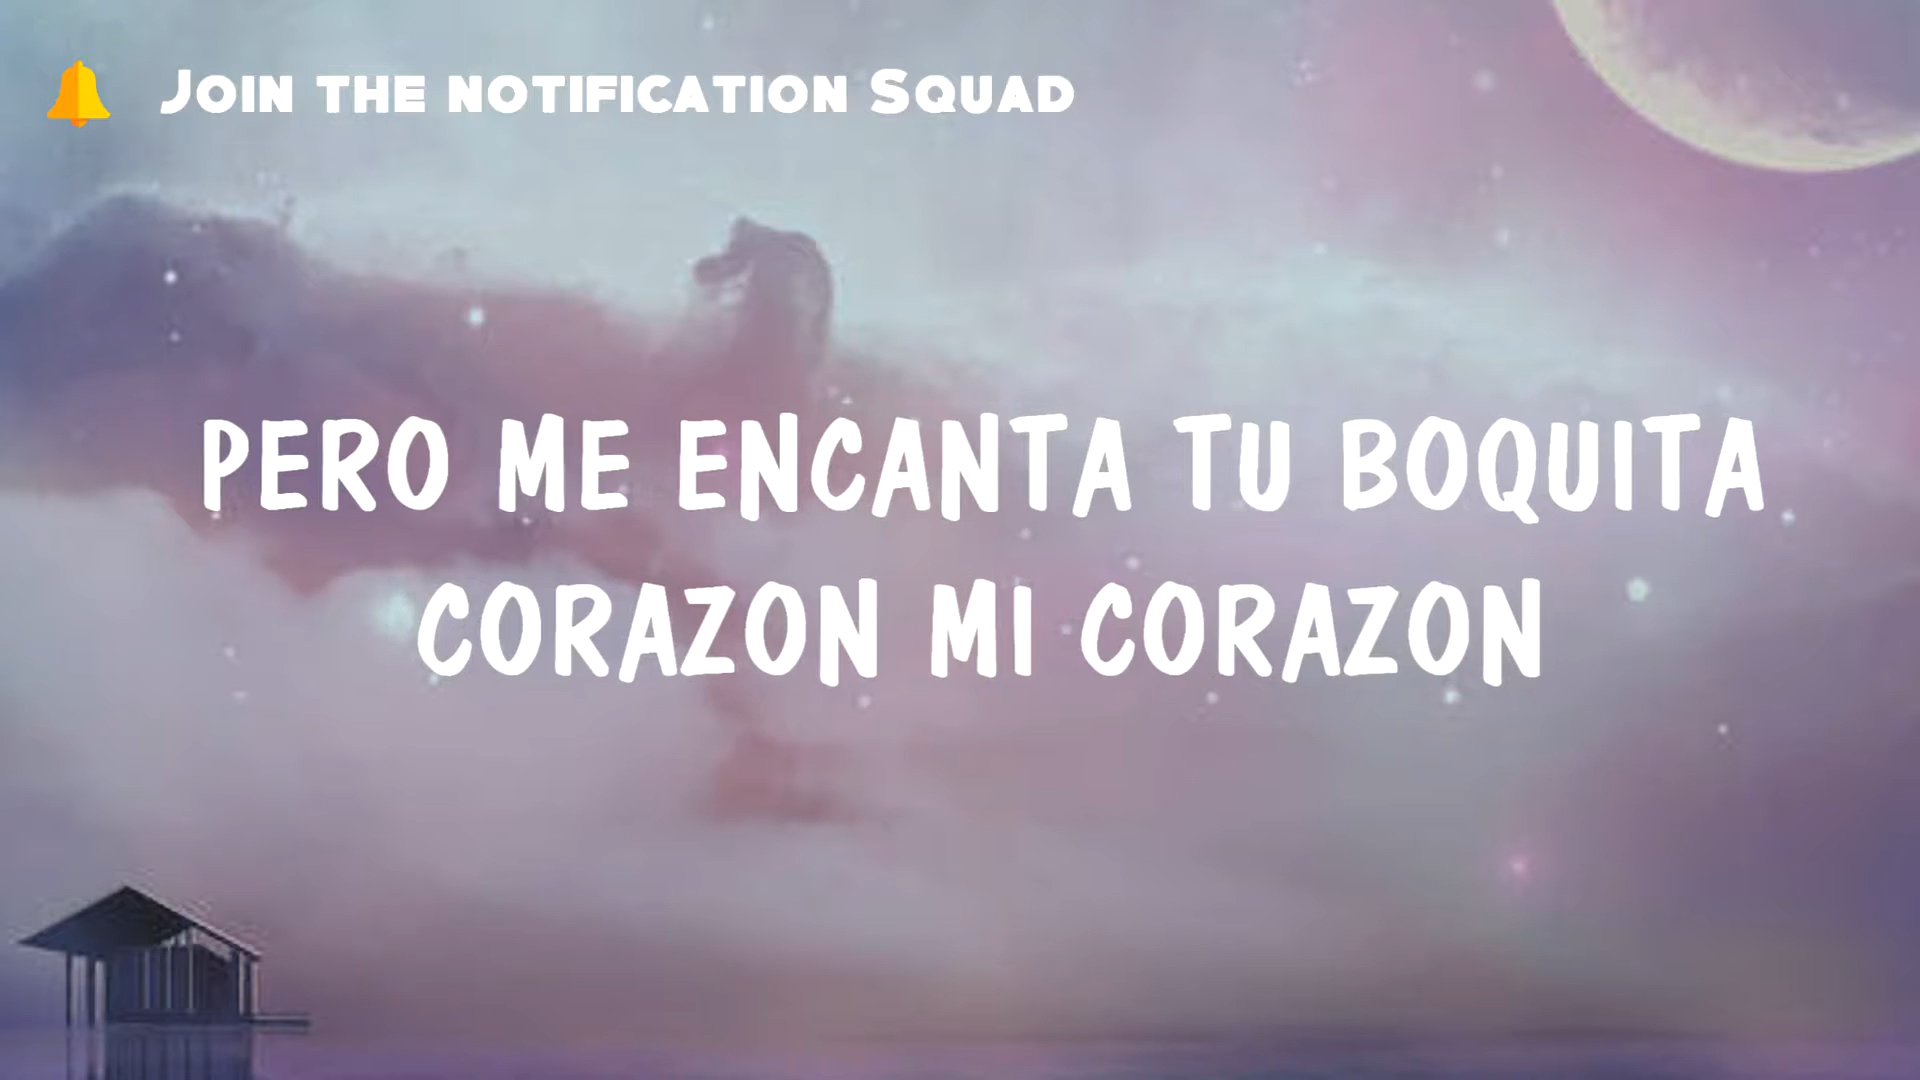 Join the notification Squad
PERO ME ENCANTA TU BOQUITA
CORAZON MI CORAZON